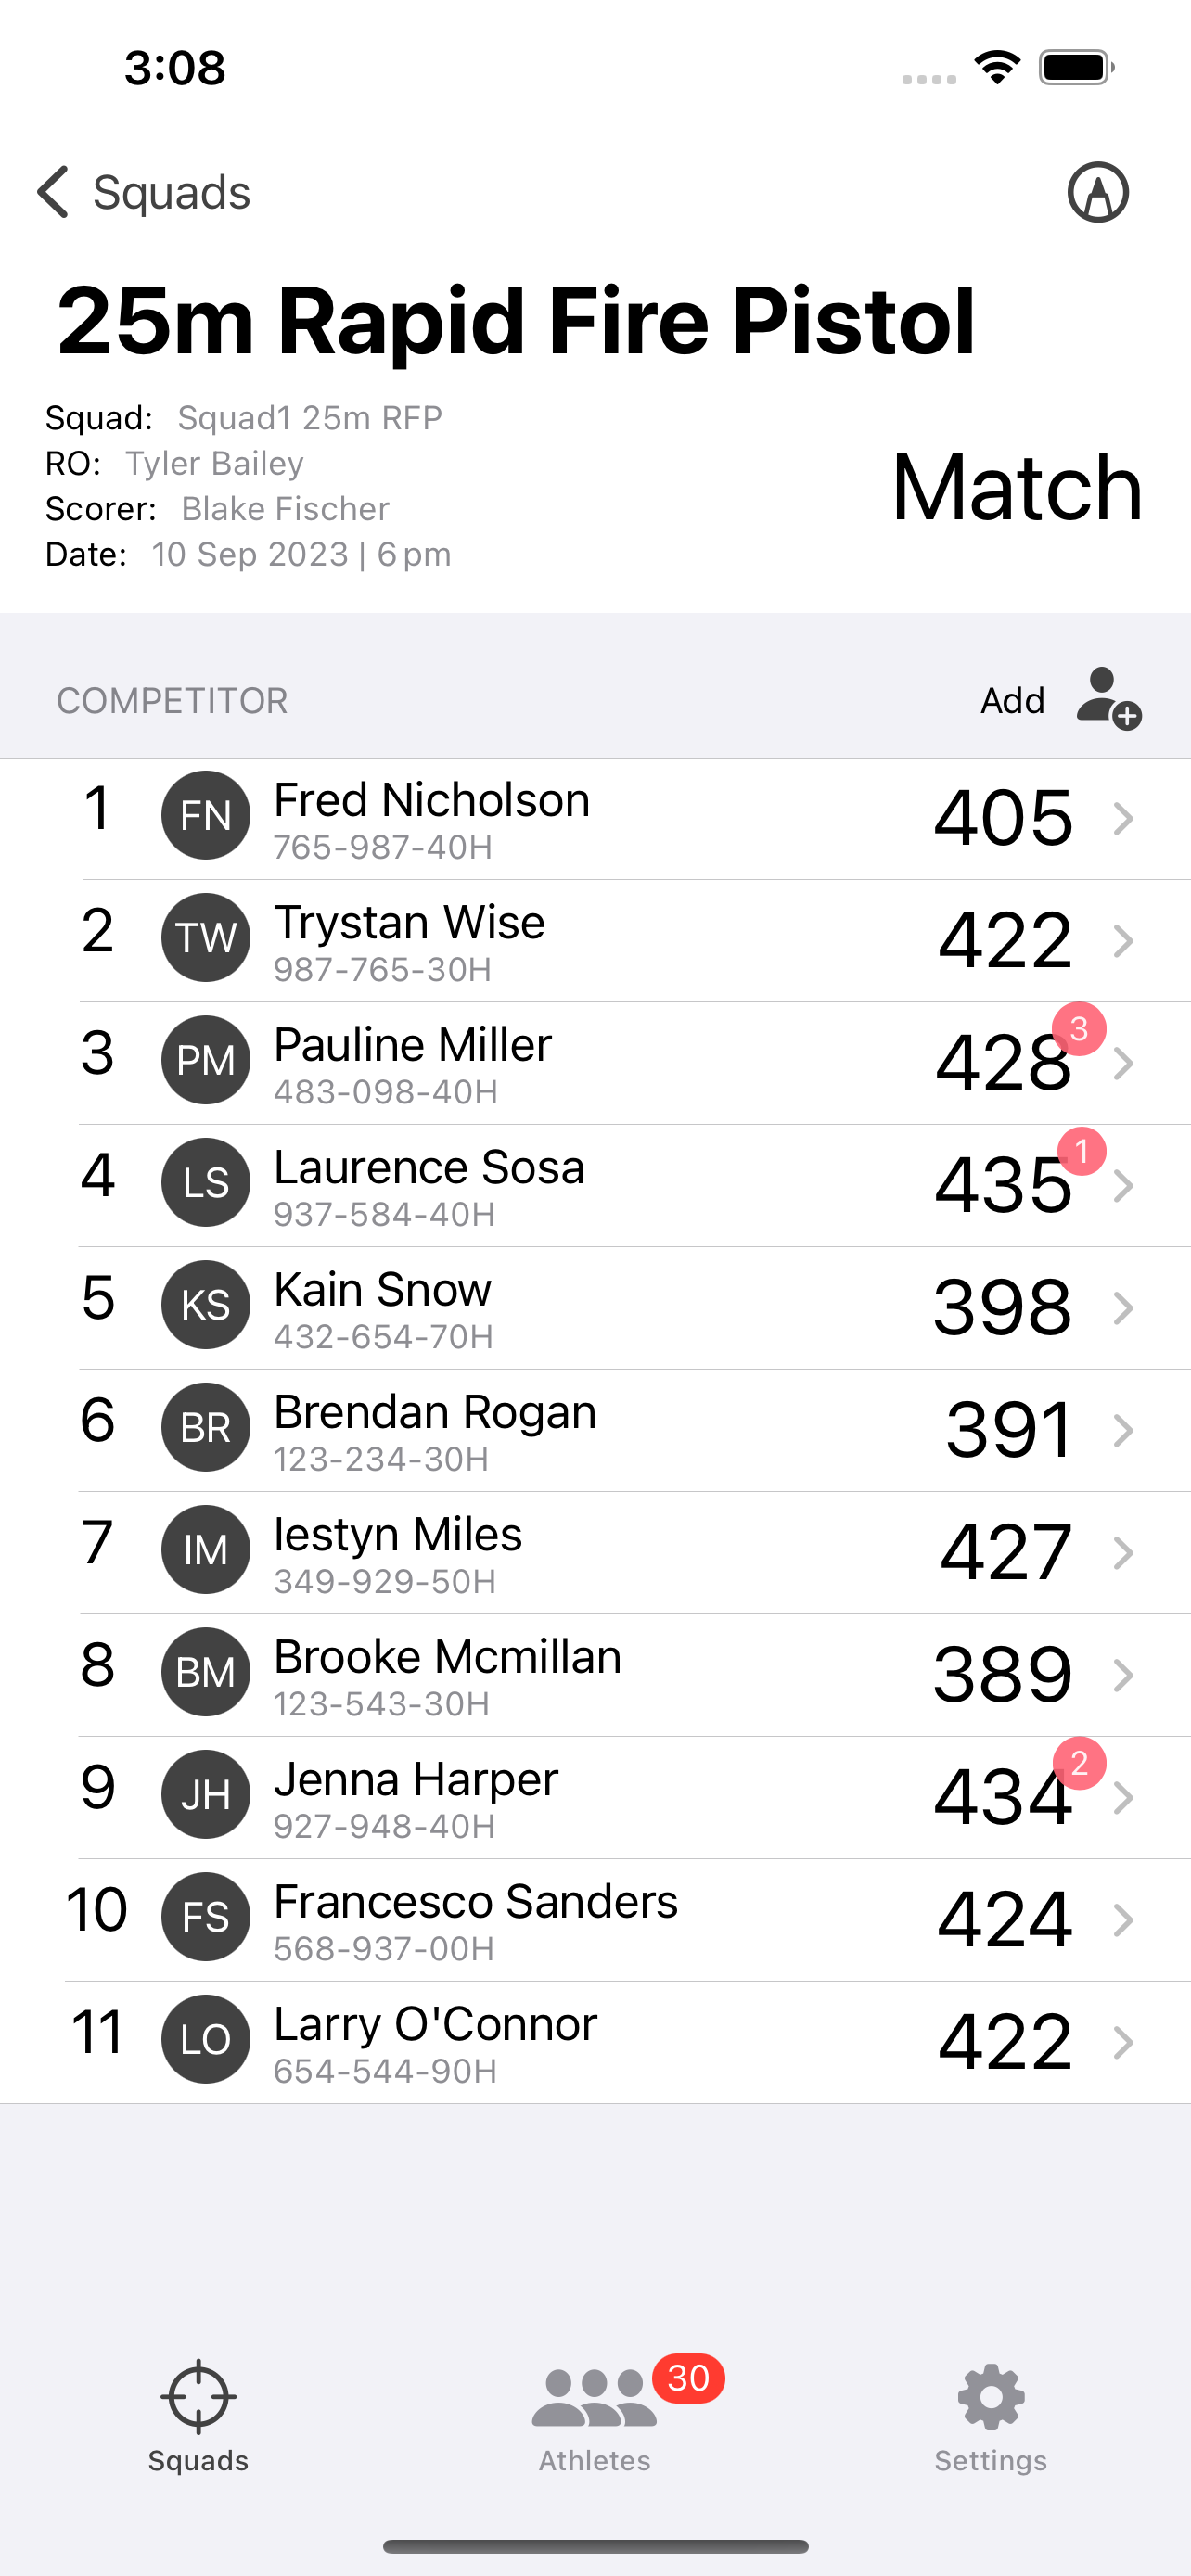 3:08
Squads
25m Rapid Fire Pistol
Squad: Squad1 25m RFP
RO: Tyler Bailey
Scorer: Blake Fischer
Date: 10 Sep 2023 | 6 pm
Match
COMPETITOR Add
1 FN Fred Nicholson 405
765-987-40H
2 TW Trystan Wise 422
987-765-30H
3 PM Pauline Miller 428 3
483-098-40H
4 LS Laurence Sosa 435 1
937-584-40H
5 KS Kain Snow 398
432-654-70H
6 BR Brendan Rogan 391
123-234-30H
7 IM Iestyn Miles 427
349-929-50H
8 BM Brooke Mcmillan 389
123-543-30H
9 JH Jenna Harper 434 2
927-948-40H
10 FS Francesco Sanders 424
568-937-00H
11 LO Larry O'Connor 422
654-544-90H
30
Squads Athletes Settings